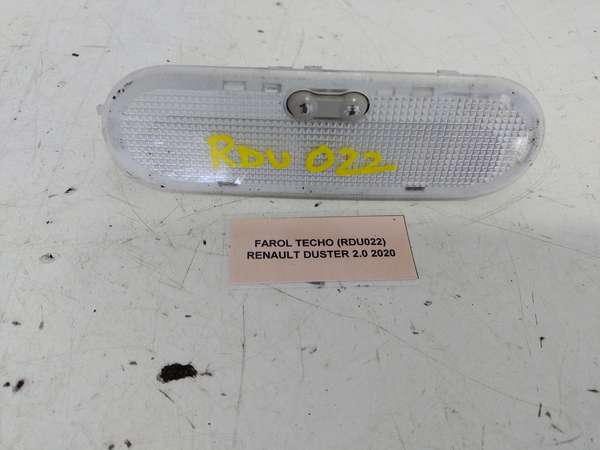 RDU 022
FAROL TECHO (RDU022)
RENAULT DUSTER 2.0 2020